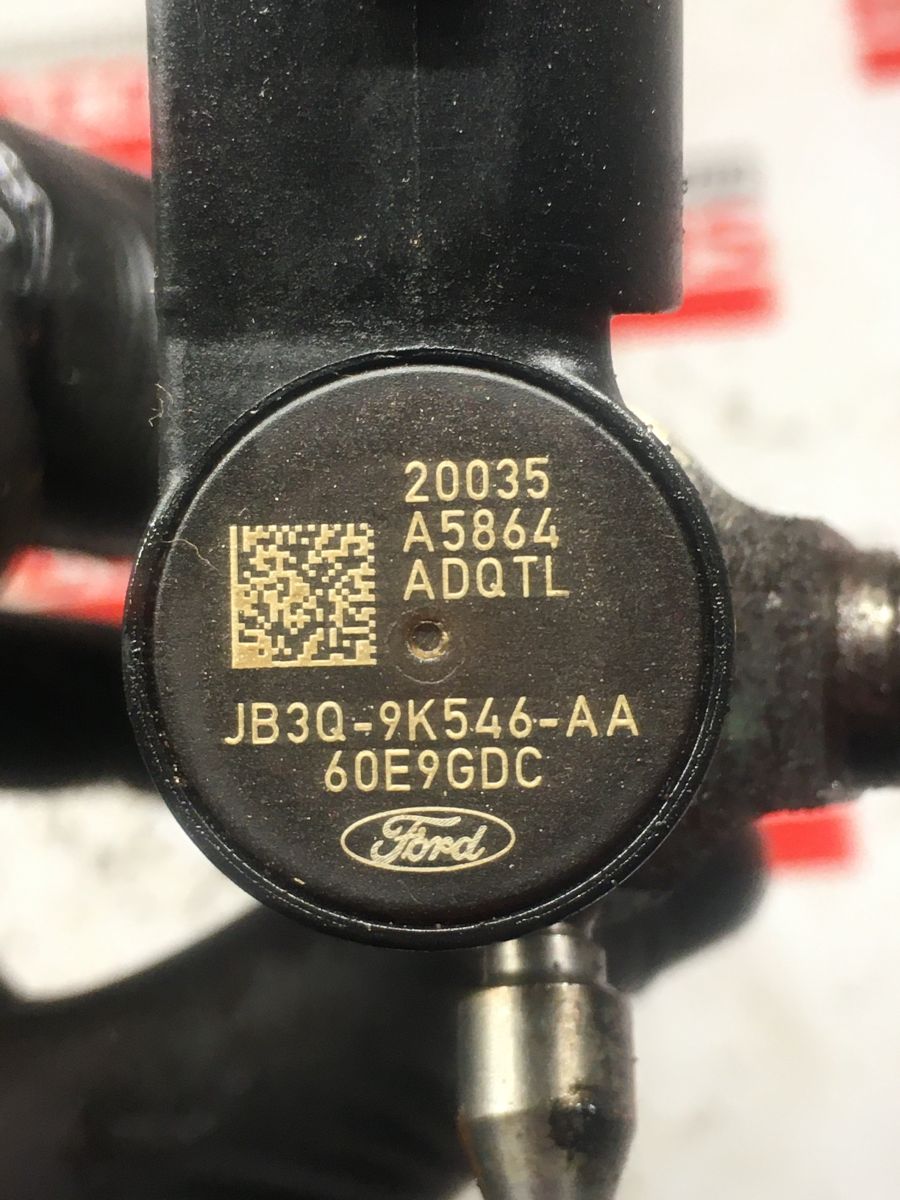 20035
A5864
ADQTL
JB3Q-9K546-AA
60E9GDC
Ford